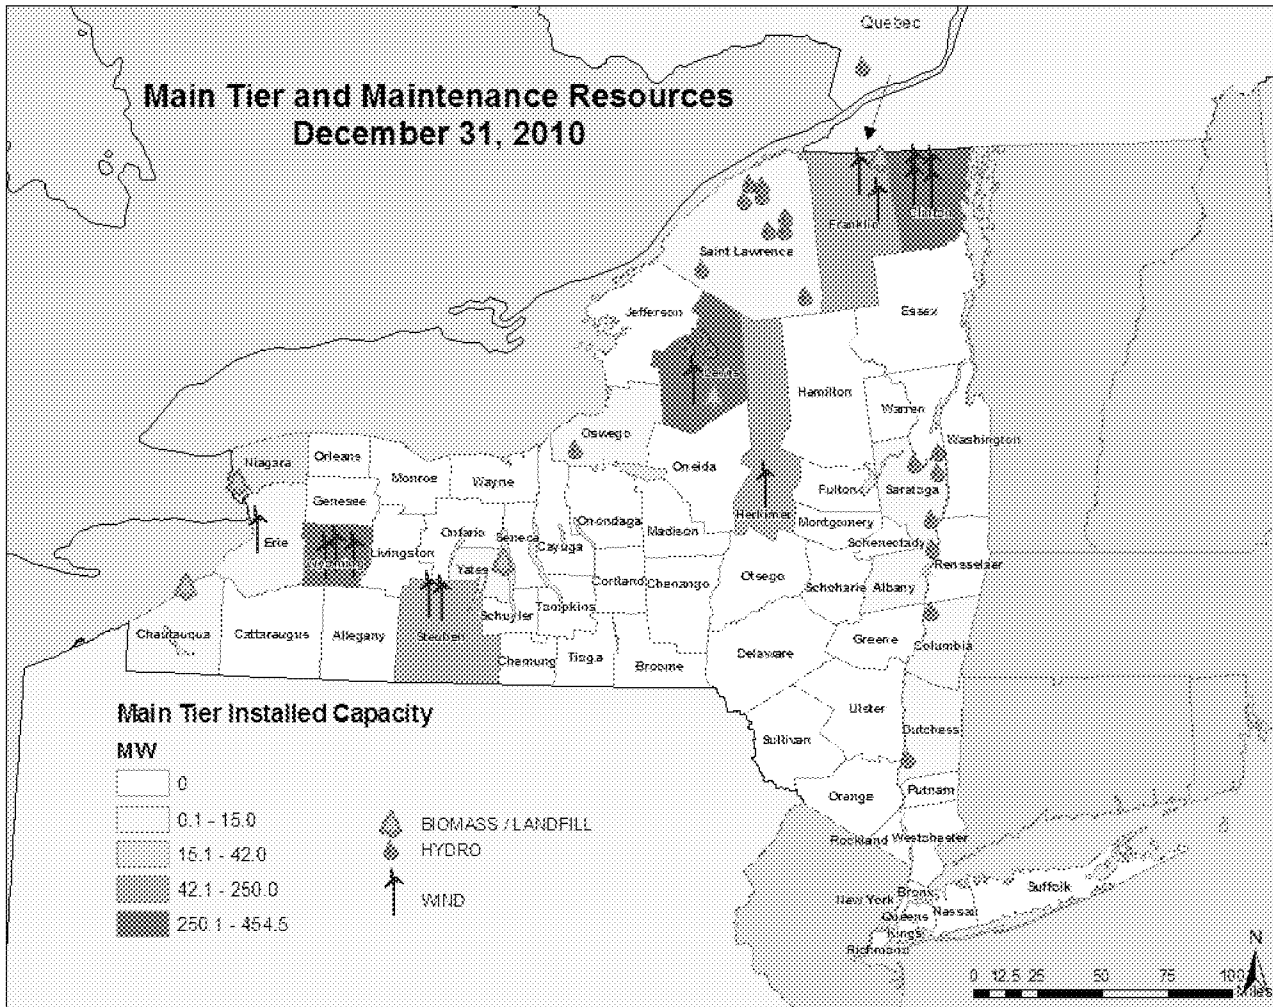 Quebec
Main Tier and Maintenance Resources
December 31, 2010
Franklin
Clinton
Saint Lawrence
Jefferson
Essex
Lewis
Hamilton
Warren
Washington
Oswego
Oneida
Niagara
Orleans
Monroe
Wayne
Genesee
Fulton
Saratoga
Herkimer
Montgomery
Onondaga
Madison
Ontario
Seneca
Cayuga
Erie
Wyoming
Livingston
Schenectady
Rensselaer
Yates
Otsego
Schoharie
Albany
Cortland
Chenango
Schuyler
Tompkins
Chautauqua
Cattaraugus
Allegany
Steuben
Greene
Columbia
Chemung
Tioga
Broome
Delaware
Ulster
Dutchess
Sullivan
Orange
Putnam
Rockland
Westchester
Bronx
New York
Suffolk
Nassau
Queens
Kings
Richmond
Main Tier Installed Capacity
MW
0
0.1 - 15.0
15.1 - 42.0
42.1 - 250.0
250.1 - 454.5
BIOMASS / LANDFILL
HYDRO
WIND
N
0 12.5 25 50 75 100
Miles